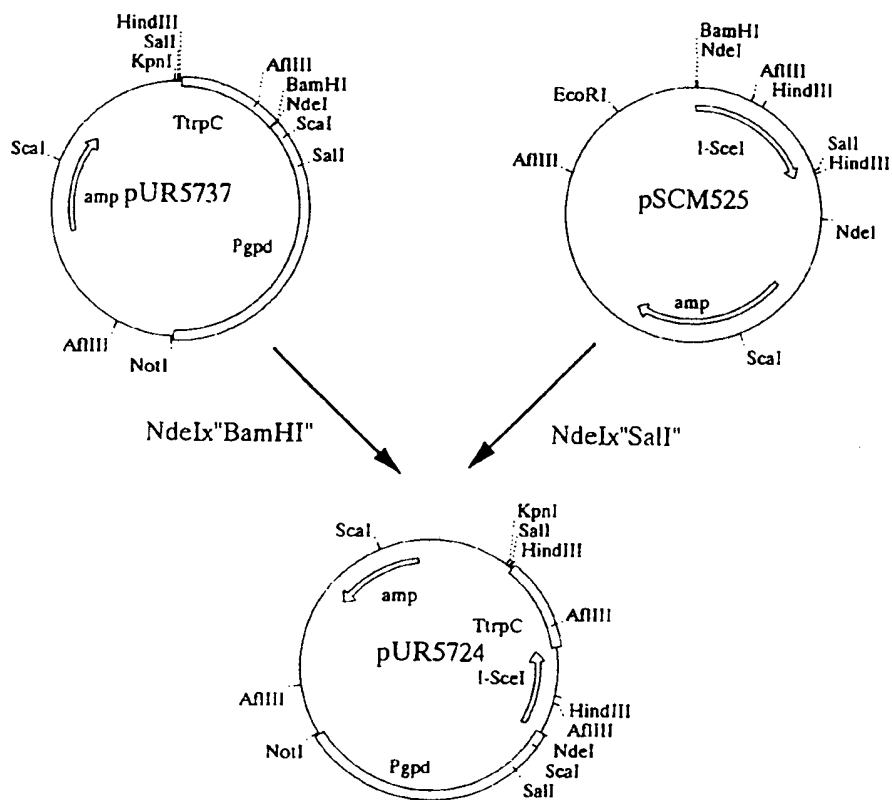 HindIII
SalI
KpnI
AflIII
BamHI
NdeI
ScaI
SalI
TtrpC
ScaI
amp pUR5737
Pgpd
AflIII
NotI
BamHI
NdeI
AflIII
HindIII
EcoRI
I-SceI
SalI
HindIII
AflIII
pSCM525
NdeI
amp
ScaI
NdeIx"BamHI"
NdeIx"SalI"
KpnI
SalI
HindIII
ScaI
amp
TtrpC
AflIII
pUR5724
I-SceI
AflIII
HindIII
AflIII
NdeI
ScaI
SalI
NotI
Pgpd